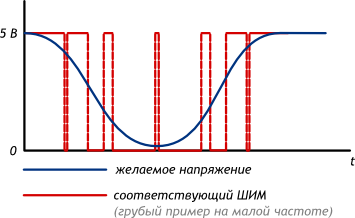 5 В
0
t
желаемое напряжение
соответствующий ШИМ
(грубый пример на малой частоте)